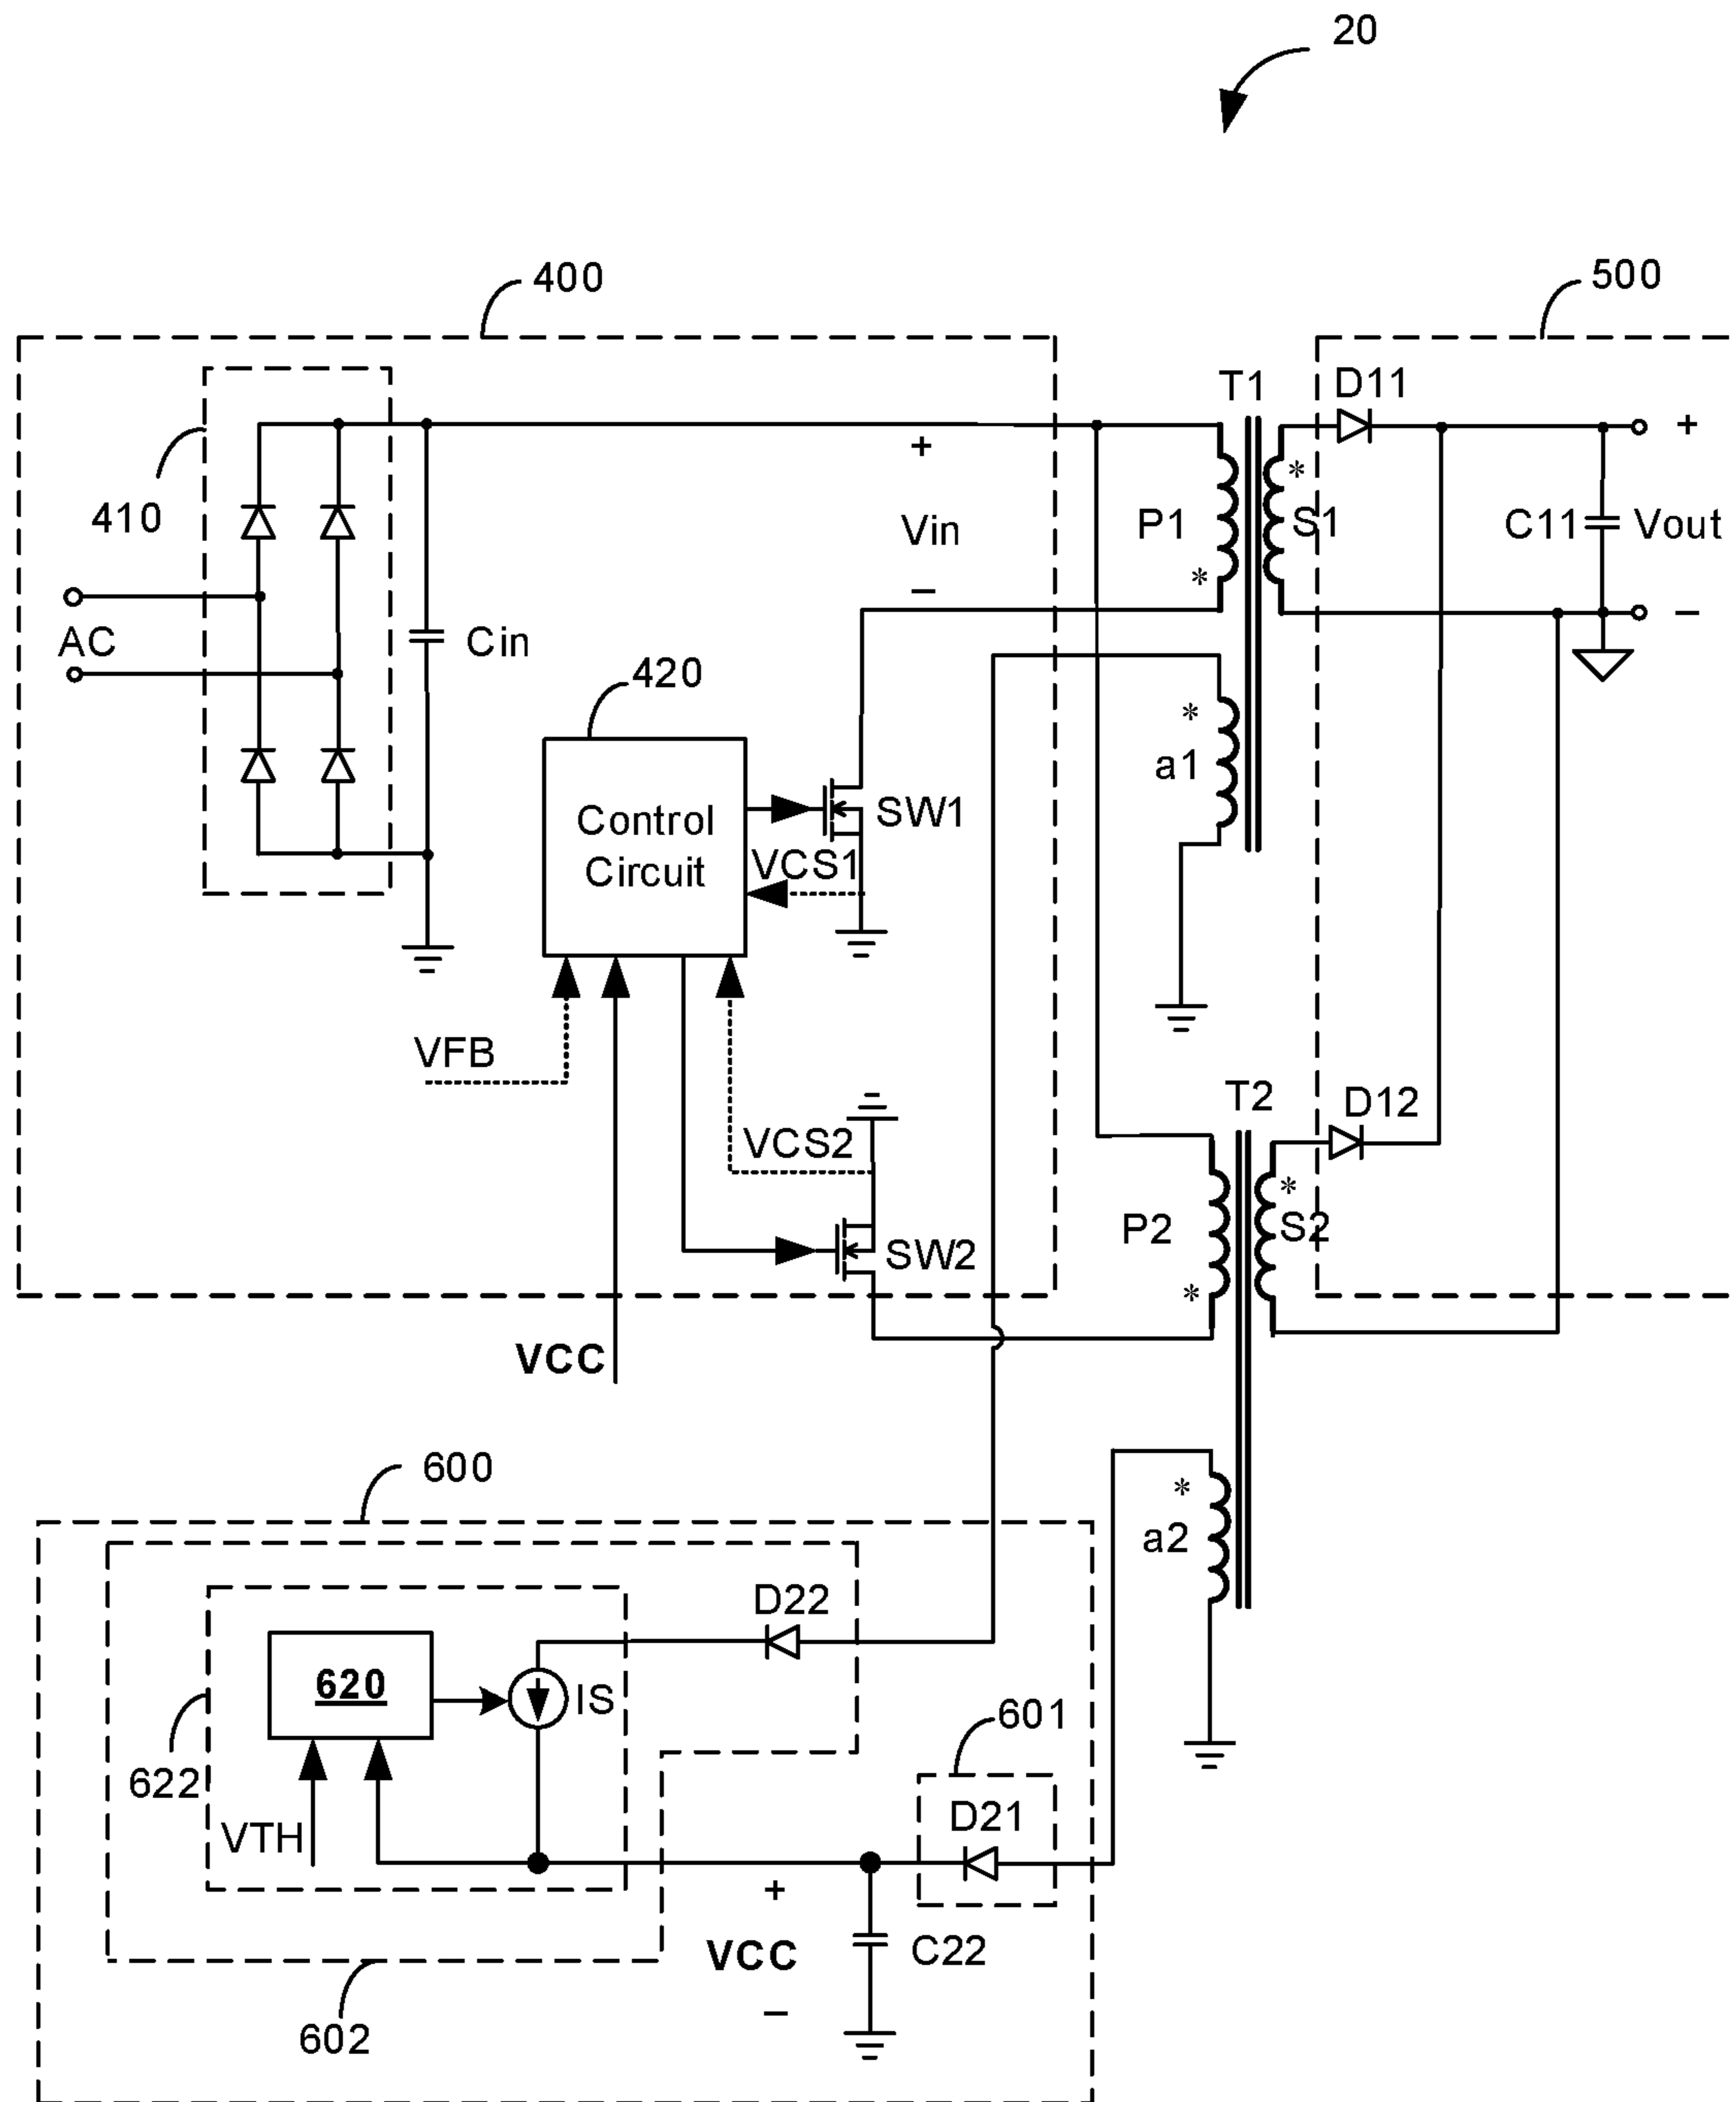 20
400
500
T1
D11
+
+
*
410
P1
S1
C11
Vout
Vin
*
−
−
AC
Cin
420
*
a1
Control
Circuit
SW1
VCS1
VFB
T2
D12
VCS2
*
P2
S2
SW2
*
VCC
600
*
a2
D22
620
IS
601
622
D21
VTH
+
VCC
C22
−
602